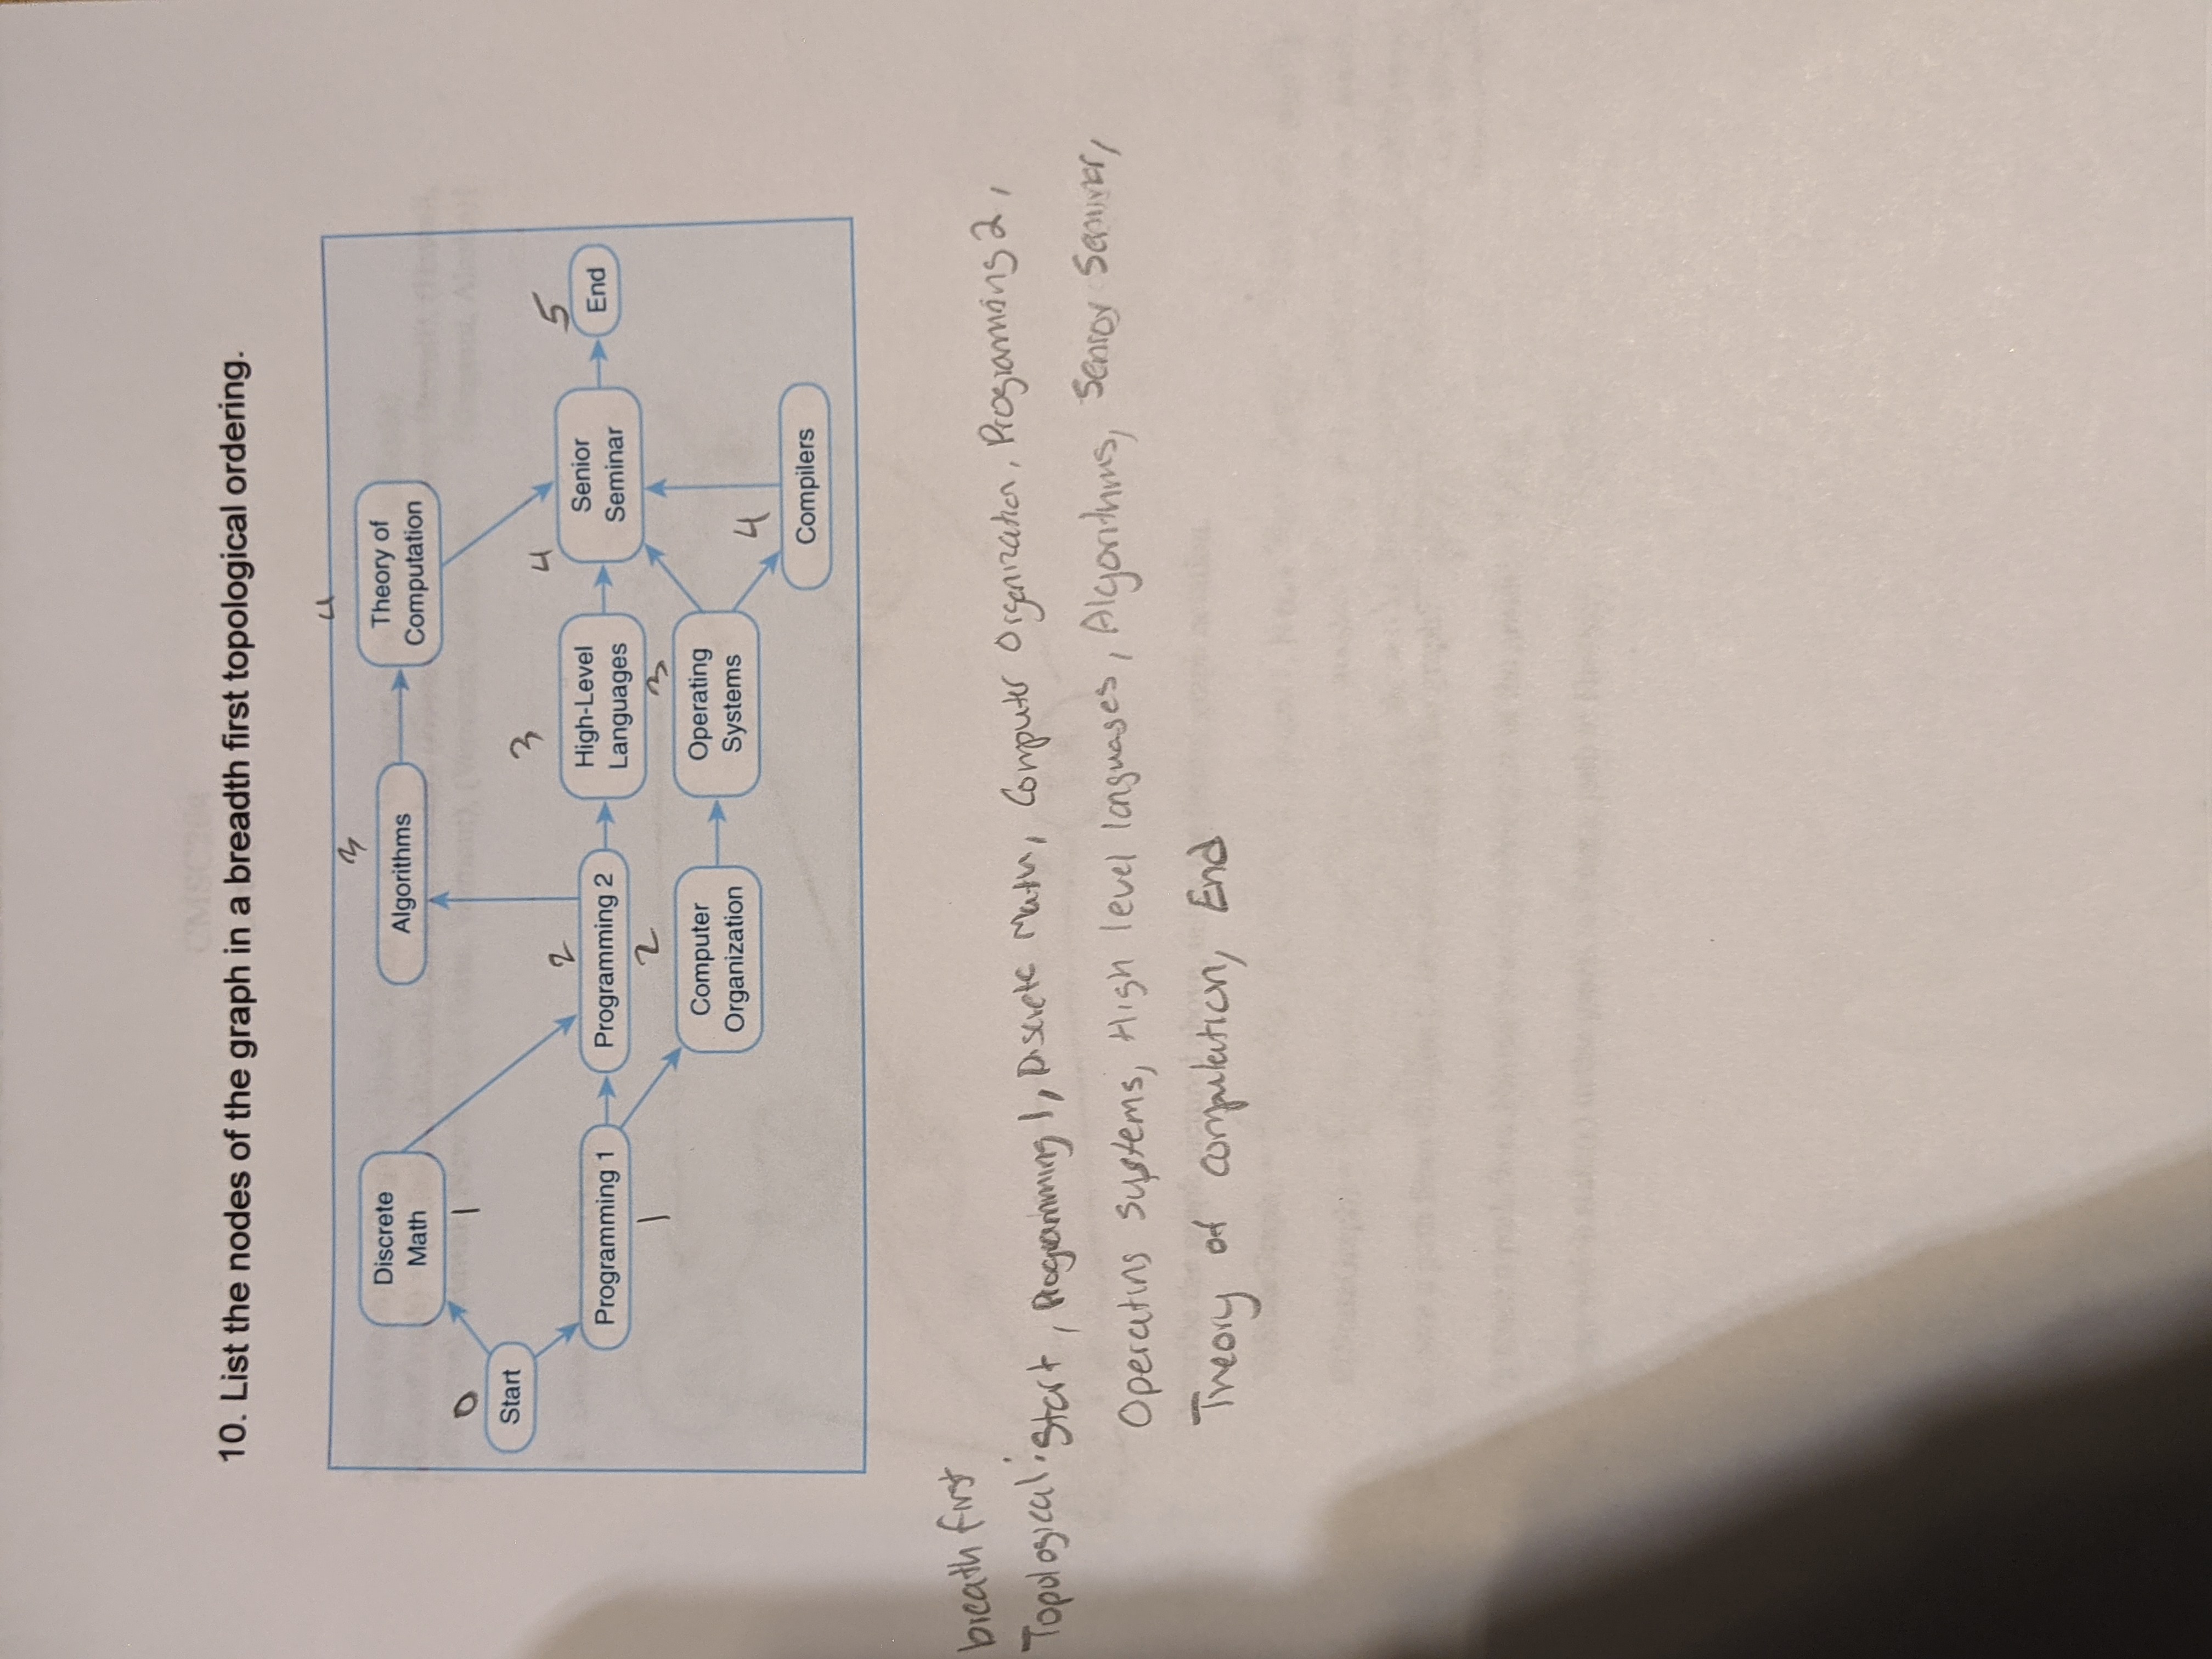 CMSC204
10. List the nodes of the graph in a breadth first topological ordering.
4
3
Discrete
Math
Algorithms
Theory of
Computation
0
1
Start
3
4
5
2
Programming 1
Programming 2
High-Level
Languages
Senior
Seminar
End
1
2
3
Computer
Organization
Operating
Systems
4
Compilers
breath first
Topological: Start, Programming 1, Discrete Math, Computer Organization, Programming 2,
Operating Systems, High level languages, Algorithms, Senior Seminar,
Theory of computation, End